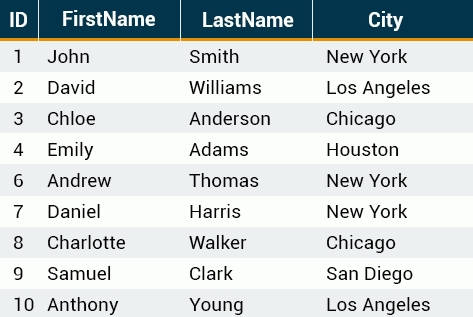 ID FirstName LastName City
1 John Smith New York
2 David Williams Los Angeles
3 Chloe Anderson Chicago
4 Emily Adams Houston
6 Andrew Thomas New York
7 Daniel Harris New York
8 Charlotte Walker Chicago
9 Samuel Clark San Diego
10 Anthony Young Los Angeles